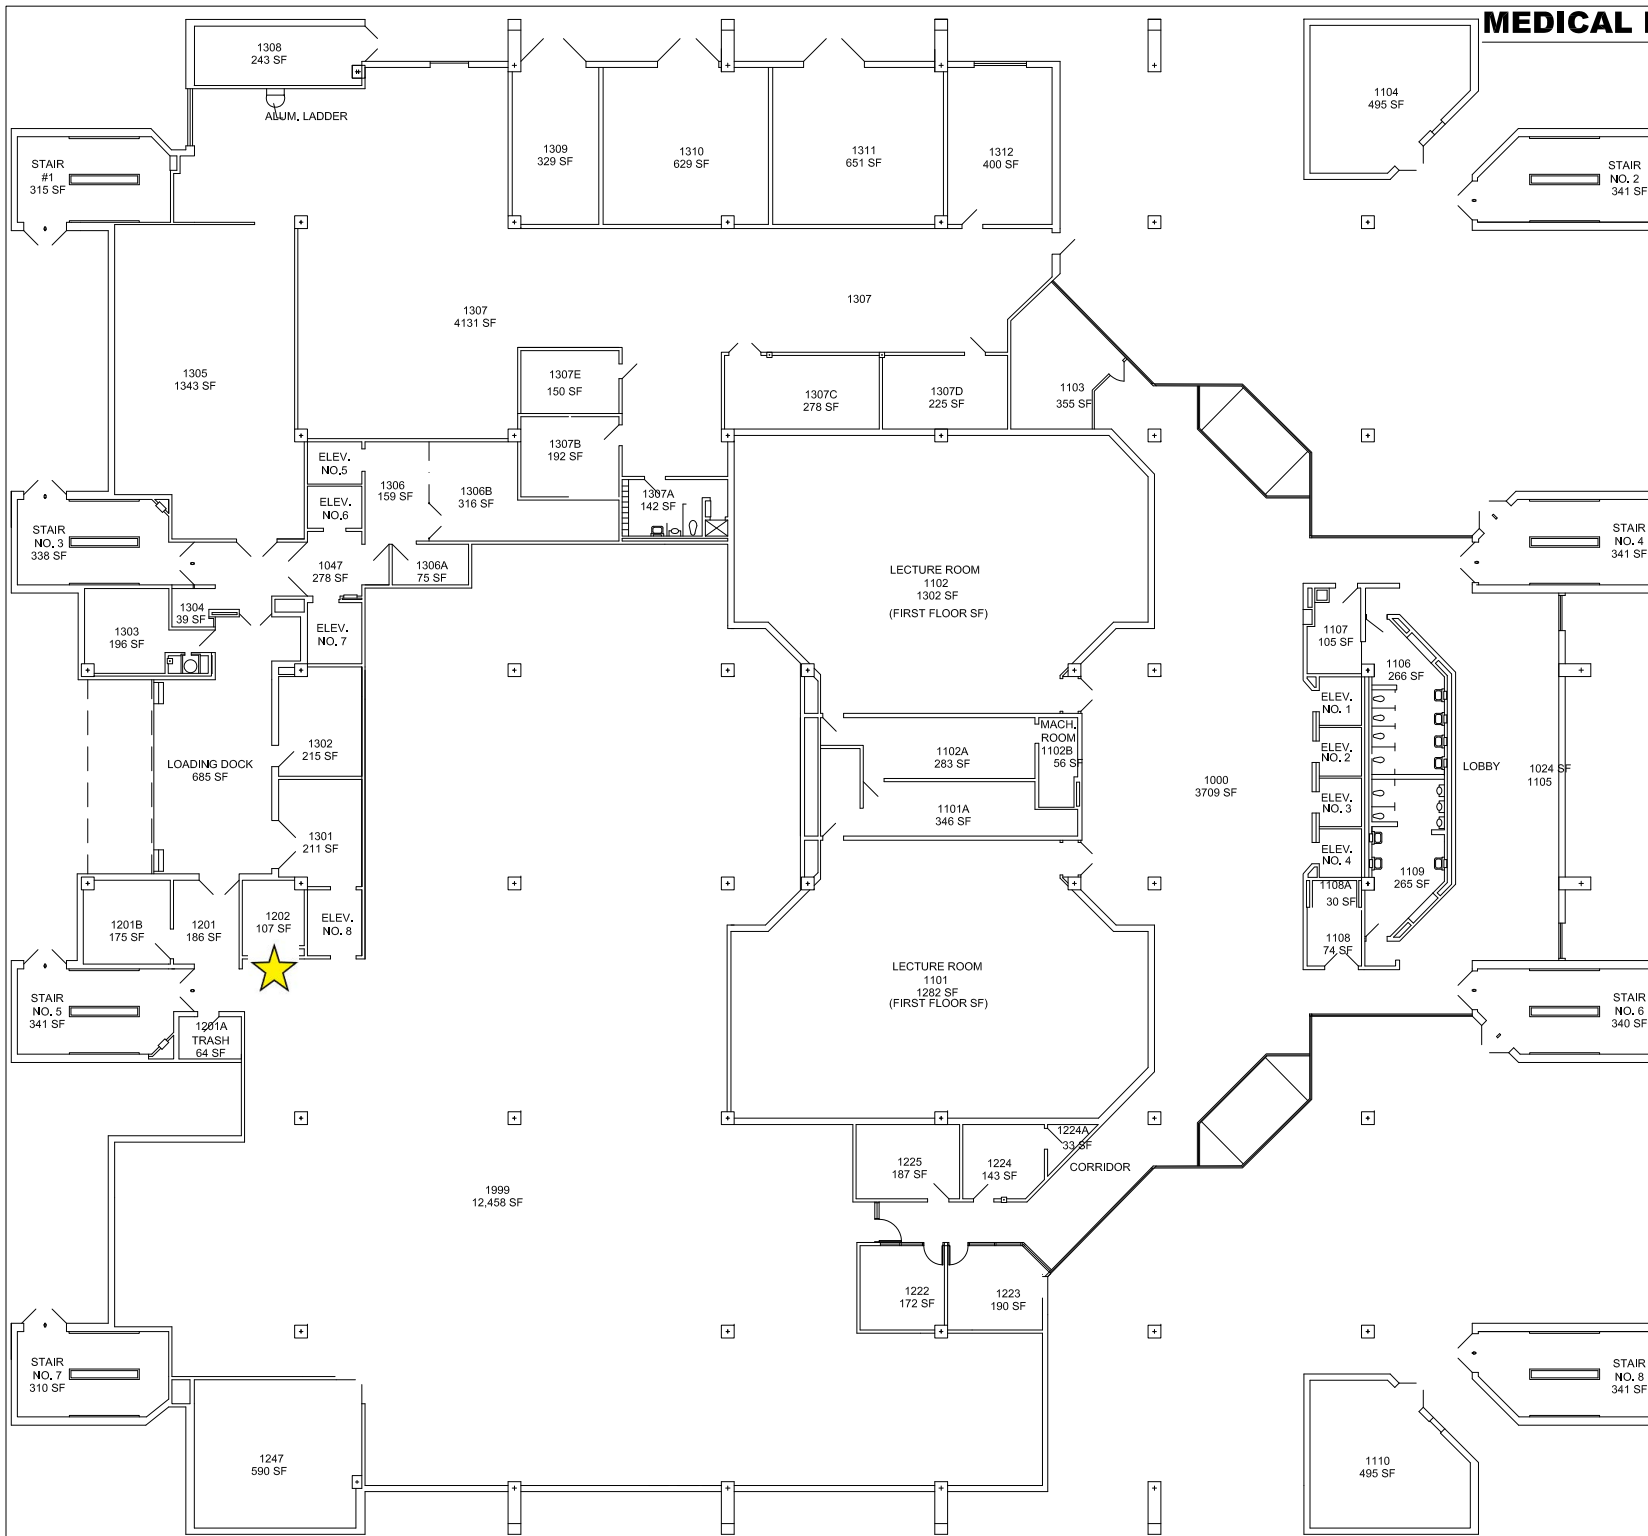 MEDICAL
1308
243 SF
ALUM. LADDER
1104
495 SF
STAIR
#1
315 SF
1309
329 SF
1310
629 SF
1311
651 SF
1312
400 SF
STAIR
NO. 2
341 SF
1307
4131 SF
1307
1305
1343 SF
1307E
150 SF
1307C
278 SF
1307D
225 SF
1103
355 SF
1307B
192 SF
ELEV.
NO.5
1306
159 SF
1306B
316 SF
1307A
142 SF
ELEV.
NO.6
STAIR
NO. 3
338 SF
STAIR
NO. 4
341 SF
1047
278 SF
1306A
75 SF
LECTURE ROOM
1102
1302 SF
(FIRST FLOOR SF)
1304
39 SF
1303
196 SF
ELEV.
NO. 7
1107
105 SF
1106
266 SF
ELEV.
NO. 1
MACH.
ROOM
1102B
56 SF
1302
215 SF
LOADING DOCK
685 SF
1102A
283 SF
ELEV.
NO.2
LOBBY
1024 SF
1105
1000
3709 SF
ELEV.
NO. 3
1101A
346 SF
1301
211 SF
ELEV.
NO. 4
1109
265 SF
1108A
30 SF
1201B
175 SF
1201
186 SF
1202
107 SF
ELEV.
NO. 8
1108
74 SF
LECTURE ROOM
1101
1282 SF
(FIRST FLOOR SF)
STAIR
NO. 5
341 SF
1201A
TRASH
64 SF
STAIR
NO. 6
340 SF
1224A
33 SF
1225
187 SF
1224
143 SF
CORRIDOR
1999
12,458 SF
1222
172 SF
1223
190 SF
STAIR
NO. 7
310 SF
STAIR
NO. 8
341 SF
1247
590 SF
1110
495 SF